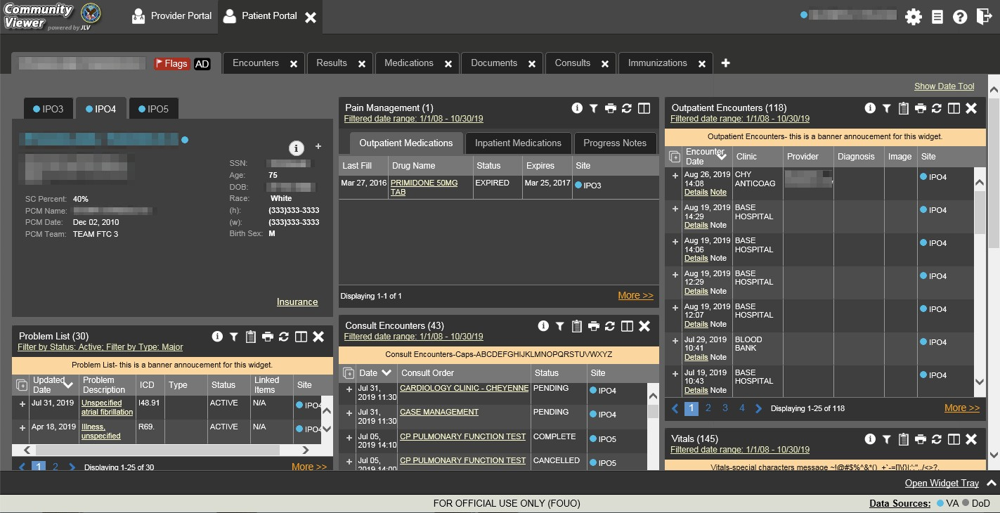 Community
Viewer
powered by JLV
Provider Portal
Patient Portal
Flags AD
Encounters
Results
Medications
Documents
Consults
Immunizations
Show Date Tool
IPO3
IPO4
IPO5
SSN:
Age: 75
DOB:
SC Percent: 40%
Race: White
PCM Name:
(h): (333)333-3333
PCM Date: Dec 02, 2010
(w): (333)333-3333
PCM Team: TEAM FTC 3
Birth Sex: M
Insurance
Problem List (30)
Filter by Status: Active; Filter by Type: Major
Problem List- this is a banner annoucement for this widget.
Updated Date Problem Description ICD Type Status Linked Items Site
Jul 31, 2019 Unspecified atrial fibrillation I48.91 ACTIVE N/A IPO4
Apr 18, 2019 Illness, unspecified R69. ACTIVE N/A IPO4
1 2 Displaying 1-25 of 30 More >>
Pain Management (1)
Filtered date range: 1/1/08 - 10/30/19
Outpatient Medications
Inpatient Medications
Progress Notes
Last Fill Drug Name Status Expires Site
Mar 27, 2016 PRIMIDONE 50MG TAB EXPIRED Mar 25, 2017 IPO3
Displaying 1-1 of 1 More >>
Consult Encounters (43)
Filtered date range: 1/1/08 - 10/30/19
Consult Encounters-Caps-ABCDEFGHIJKLMNOPQRSTUVWXYZ
Date Consult Order Status Site
Jul 31, 2019 11:30 CARDIOLOGY CLINIC - CHEYENNE PENDING IPO4
Jul 31, 2019 11:30 CASE MANAGEMENT PENDING IPO4
Jul 05, 2019 14:10 CP PULMONARY FUNCTION TEST COMPLETE IPO5
Jul 05, 2019 14:00 CP PULMONARY FUNCTION TEST CANCELLED IPO5
Outpatient Encounters (118)
Filtered date range: 1/1/08 - 10/30/19
Outpatient Encounters- this is a banner annoucement for this widget.
Encounter Date Clinic Provider Diagnosis Image Site
Aug 26, 2019 14:08 CHY ANTICOAG IPO4
Details Note
Aug 19, 2019 14:29 BASE HOSPITAL IPO4
Details Note
Aug 19, 2019 14:06 BASE HOSPITAL IPO4
Details Note
Aug 19, 2019 12:29 BASE HOSPITAL IPO4
Details Note
Aug 19, 2019 12:07 BASE HOSPITAL IPO4
Details Note
Jul 29, 2019 10:41 BLOOD BANK IPO4
Details Note
Jul 19, 2019 10:43 BASE HOSPITAL IPO4
Details Note
1 2 3 4 Displaying 1-25 of 118 More >>
Vitals (145)
Filtered date range: 1/1/08 - 10/30/19
Vitals-special characters message
Open Widget Tray
FOR OFFICIAL USE ONLY (FOUO)
Data Sources: VA DoD